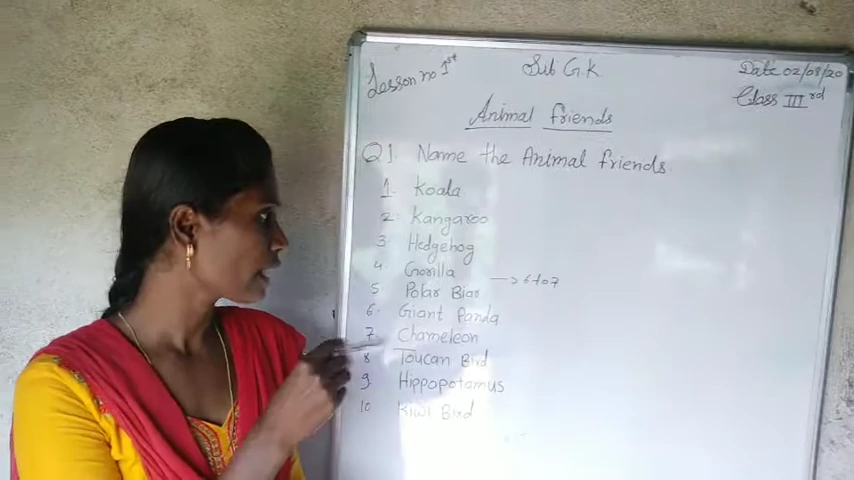 Lesson no 1st
Sub G K
Date 02/08/20
Class III rd
Animal friends
Q1. Name the Animal friends
1. Koala
2. Kangaroo
3 Hedgehog
4. Gorilla
→ 6 to 7
5 Polar Biar
6. Giant Panda
7. Chameleon
8 Toucan Bird
9 Hippopotamus
10 Kiwi Bird